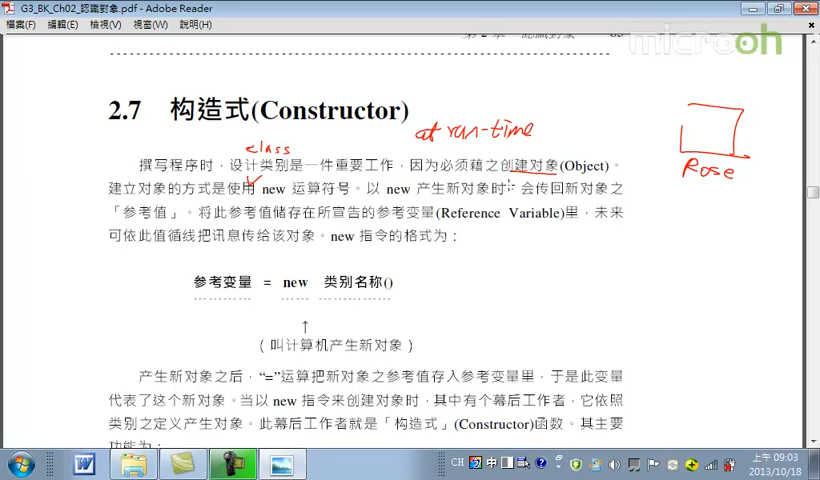 G3_BK_Ch02_認識對象.pdf - Adobe Reader
檔案(F) 編輯(E) 檢視(V) 視窗(W) 說明(H)
microoh
2.7 构造式(Constructor)
at run-time
class
Rose
撰写程序时，设计类别是一件重要工作，因为必须藉之创建对象(Object)。
建立对象的方式是使用 new 运算符号。以 new 产生新对象时，会传回新对象之
「参考值」。将此参考值储存在所宣告的参考变量(Reference Variable)里，未来
可依此值循线把讯息传给该对象。new 指令的格式为：
参考变量 = new 类别名称()
↑
( 叫计算机产生新对象 )
产生新对象之后，“=”运算把新对象之参考值存入参考变量里，于是此变量
代表了这个新对象。当以 new 指令来创建对象时，其中有个幕后工作者，它依照
类别之定义产生对象。此幕后工作者就是「构造式」(Constructor)函数。其主要
功能为：
CH 中
上午 09:03
2013/10/18